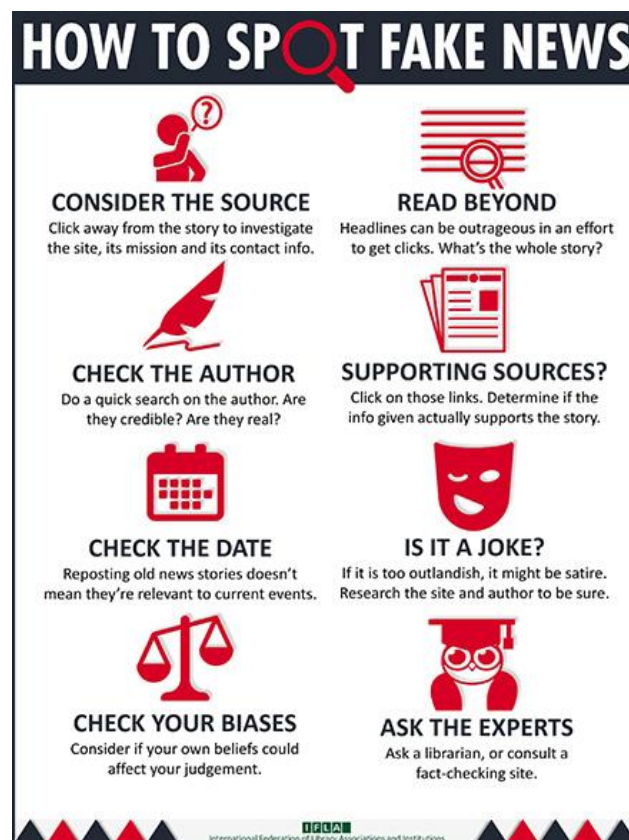 HOW TO SPOT FAKE NEWS
?
CONSIDER THE SOURCE
Click away from the story to investigate
the site, its mission and its contact info.
READ BEYOND
Headlines can be outrageous in an effort
to get clicks. What's the whole story?
CHECK THE AUTHOR
Do a quick search on the author. Are
they credible? Are they real?
SUPPORTING SOURCES?
Click on those links. Determine if the
info given actually supports the story.
CHECK THE DATE
Reposting old news stories doesn't
mean they're relevant to current events.
IS IT A JOKE?
If it is too outlandish, it might be satire.
Research the site and author to be sure.
CHECK YOUR BIASES
Consider if your own beliefs could
affect your judgement.
ASK THE EXPERTS
Ask a librarian, or consult a
fact-checking site.
IFLA
International Federation of Library Associations and Institutions